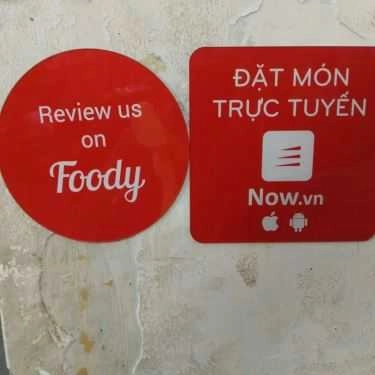 Review us
on
Foody
ĐẶT MÓN
TRỰC TUYẾN
Now.vn